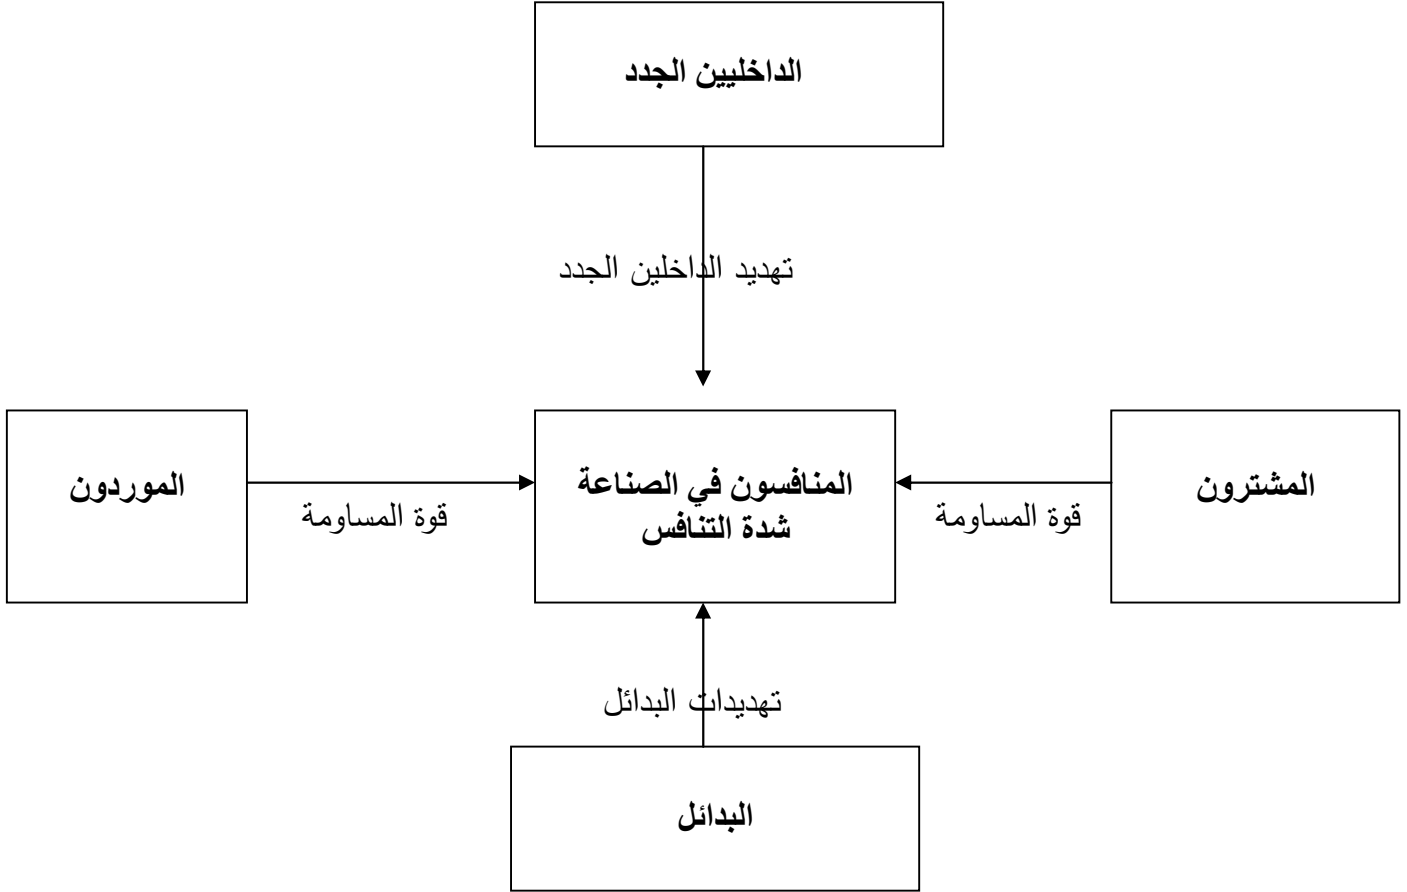 الداخليين الجدد
تهديد الداخلين الجدد
المشترون
قوة المساومة
المنافسون في الصناعة
شدة التنافس
قوة المساومة
الموردون
تهديدات البدائل
البدائل